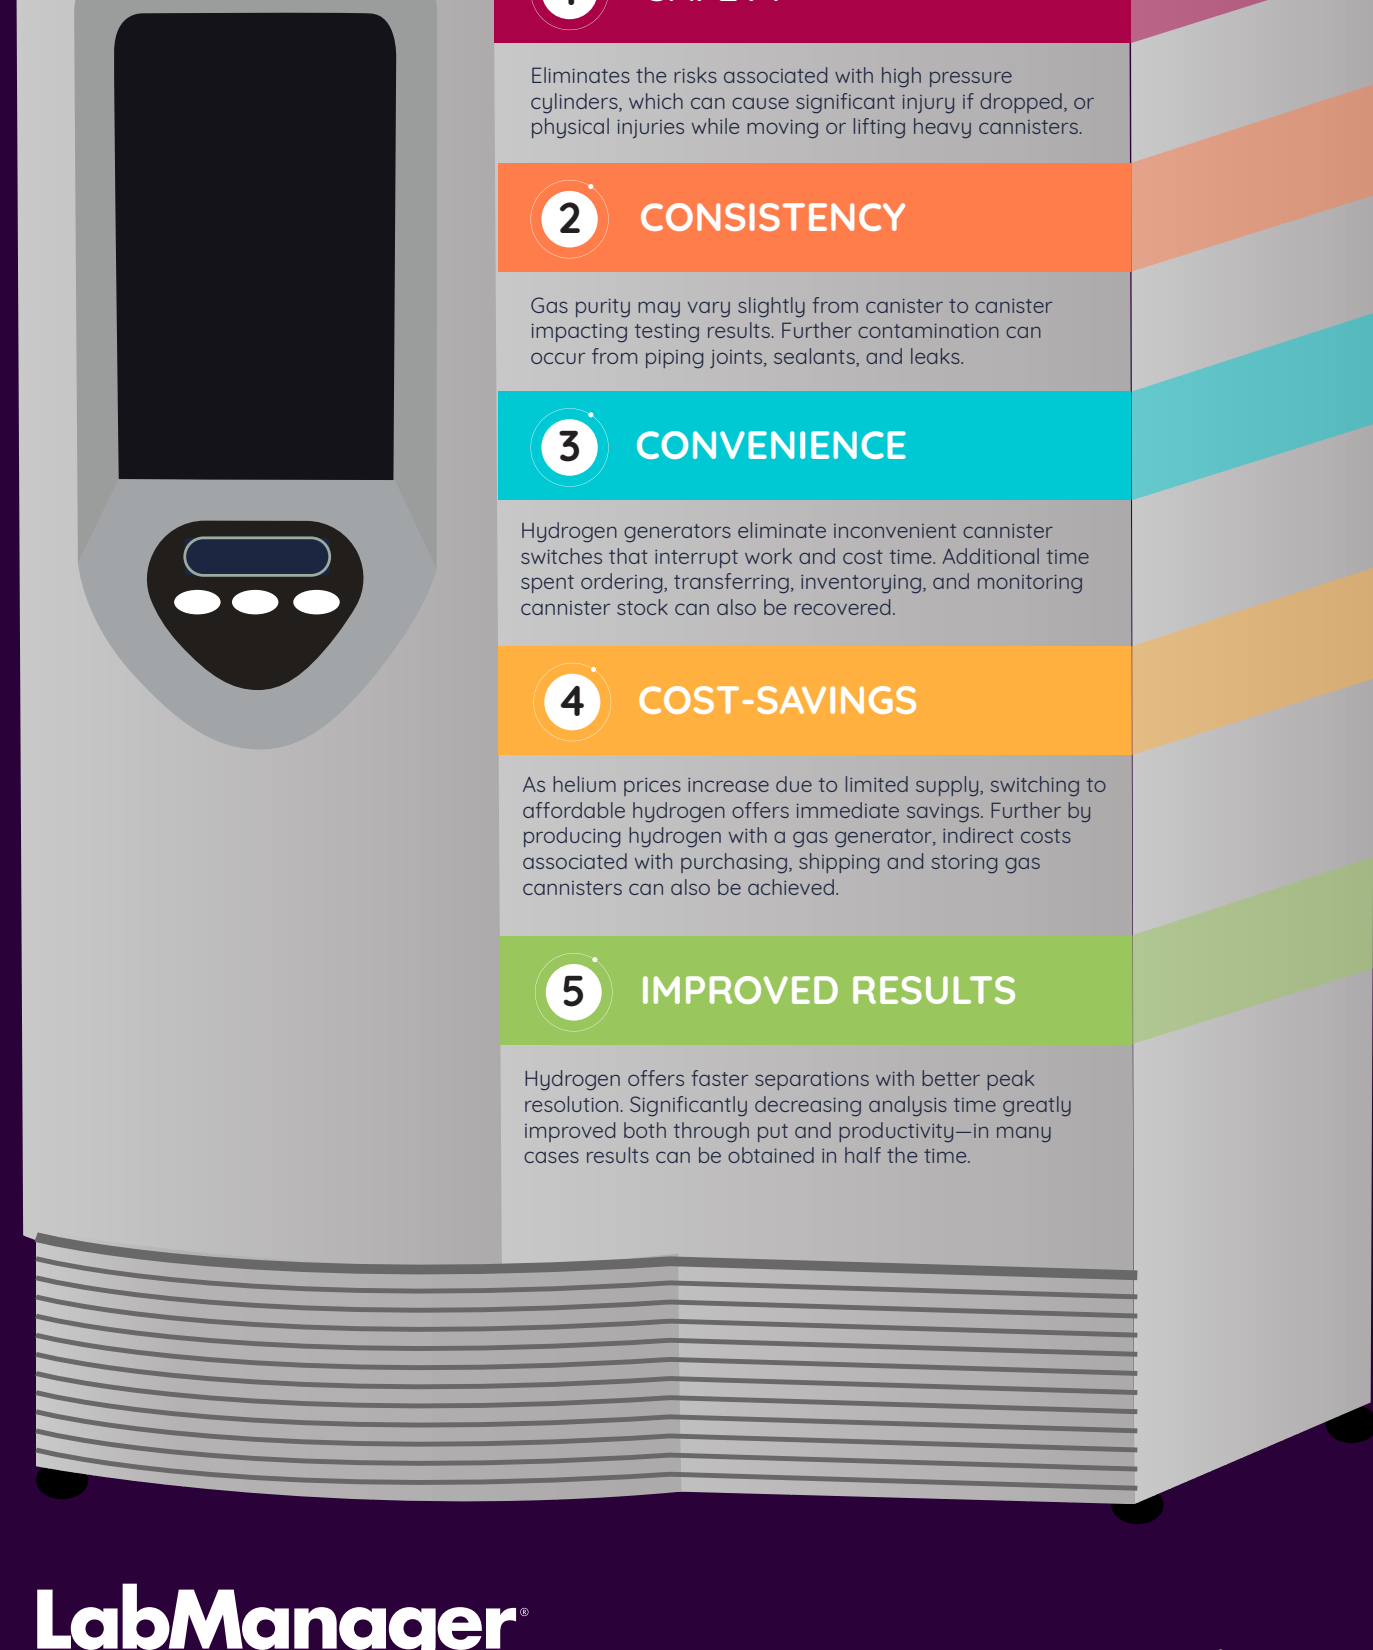 1 SAFETY
Eliminates the risks associated with high pressure
cylinders, which can cause significant injury if dropped, or
physical injuries while moving or lifting heavy cannisters.
2 CONSISTENCY
Gas purity may vary slightly from canister to canister
impacting testing results. Further contamination can
occur from piping joints, sealants, and leaks.
3 CONVENIENCE
Hydrogen generators eliminate inconvenient cannister
switches that interrupt work and cost time. Additional time
spent ordering, transferring, inventorying, and monitoring
cannister stock can also be recovered.
4 COST-SAVINGS
As helium prices increase due to limited supply, switching to
affordable hydrogen offers immediate savings. Further by
producing hydrogen with a gas generator, indirect costs
associated with purchasing, shipping and storing gas
cannisters can also be achieved.
5 IMPROVED RESULTS
Hydrogen offers faster separations with better peak
resolution. Significantly decreasing analysis time greatly
improved both through put and productivity—in many
cases results can be obtained in half the time.
LabManager®